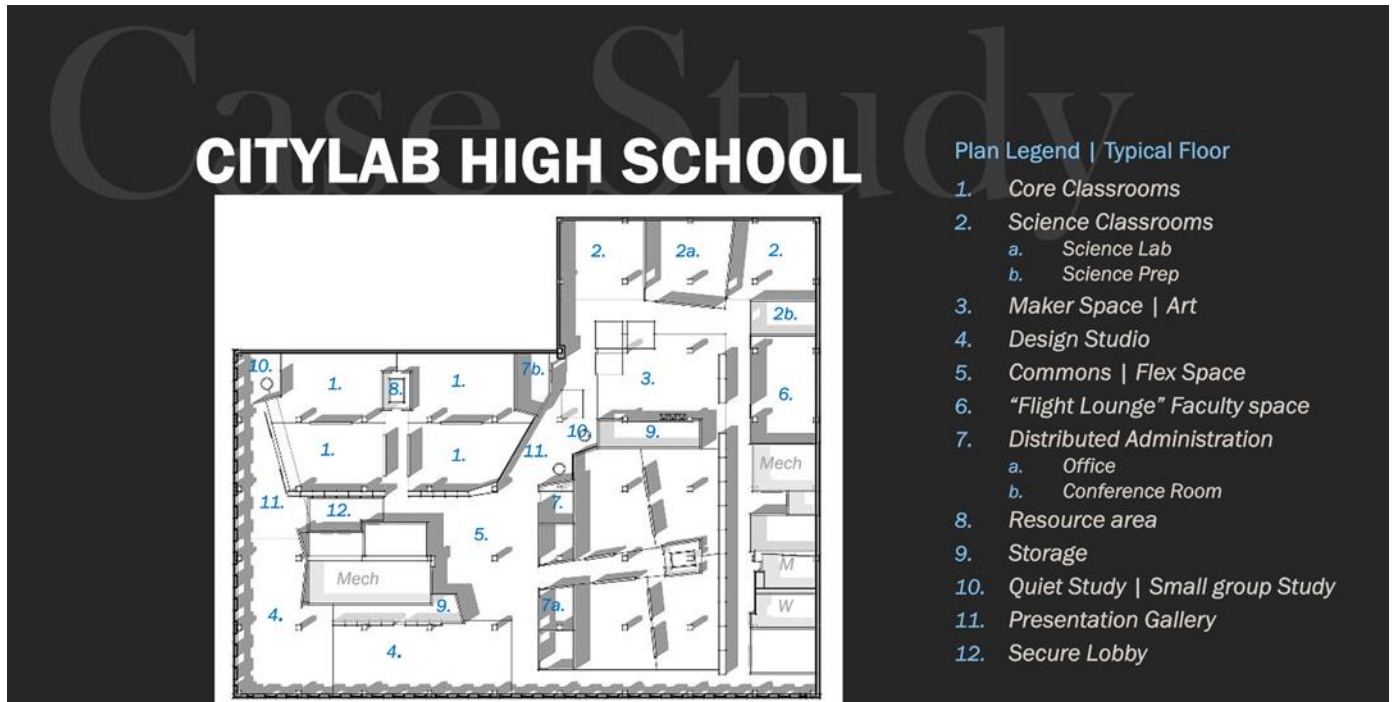 Case Study
CITYLAB HIGH SCHOOL
2.
2a.
2.
2b.
10.
1.
8.
1.
7b.
3.
6.
1.
1.
11.
10.
9.
Mech
11.
12.
5.
7.
Mech
M
9.
7a.
W
4.
4.
Plan Legend | Typical Floor
1. Core Classrooms
2. Science Classrooms
a. Science Lab
b. Science Prep
3. Maker Space | Art
4. Design Studio
5. Commons | Flex Space
6. “Flight Lounge” Faculty space
7. Distributed Administration
a. Office
b. Conference Room
8. Resource area
9. Storage
10. Quiet Study | Small group Study
11. Presentation Gallery
12. Secure Lobby